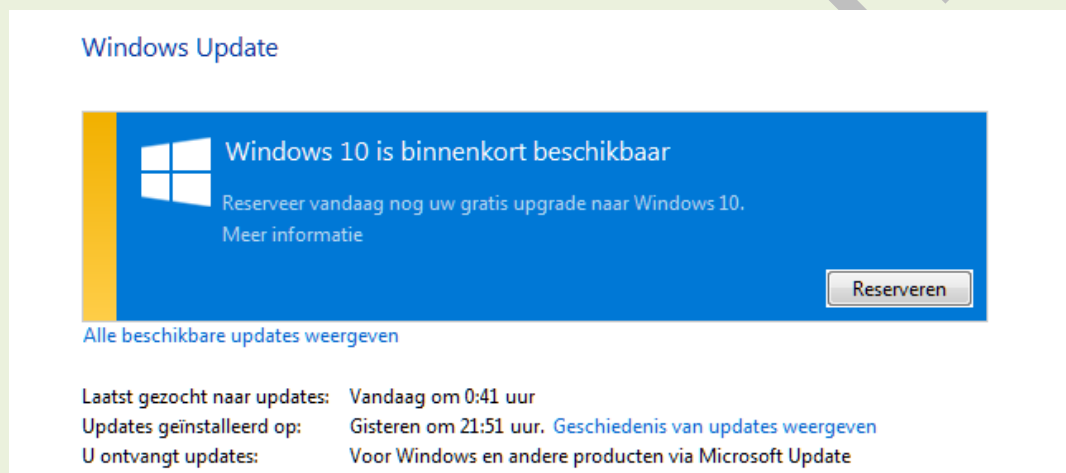 Windows Update
Windows 10 is binnenkort beschikbaar
Reserveer vandaag nog uw gratis upgrade naar Windows 10.
Meer informatie
Reserveren
Alle beschikbare updates weergeven
Laatst gezocht naar updates: Vandaag om 0:41 uur
Updates geïnstalleerd op: Gisteren om 21:51 uur. Geschiedenis van updates weergeven
U ontvangt updates: Voor Windows en andere producten via Microsoft Update